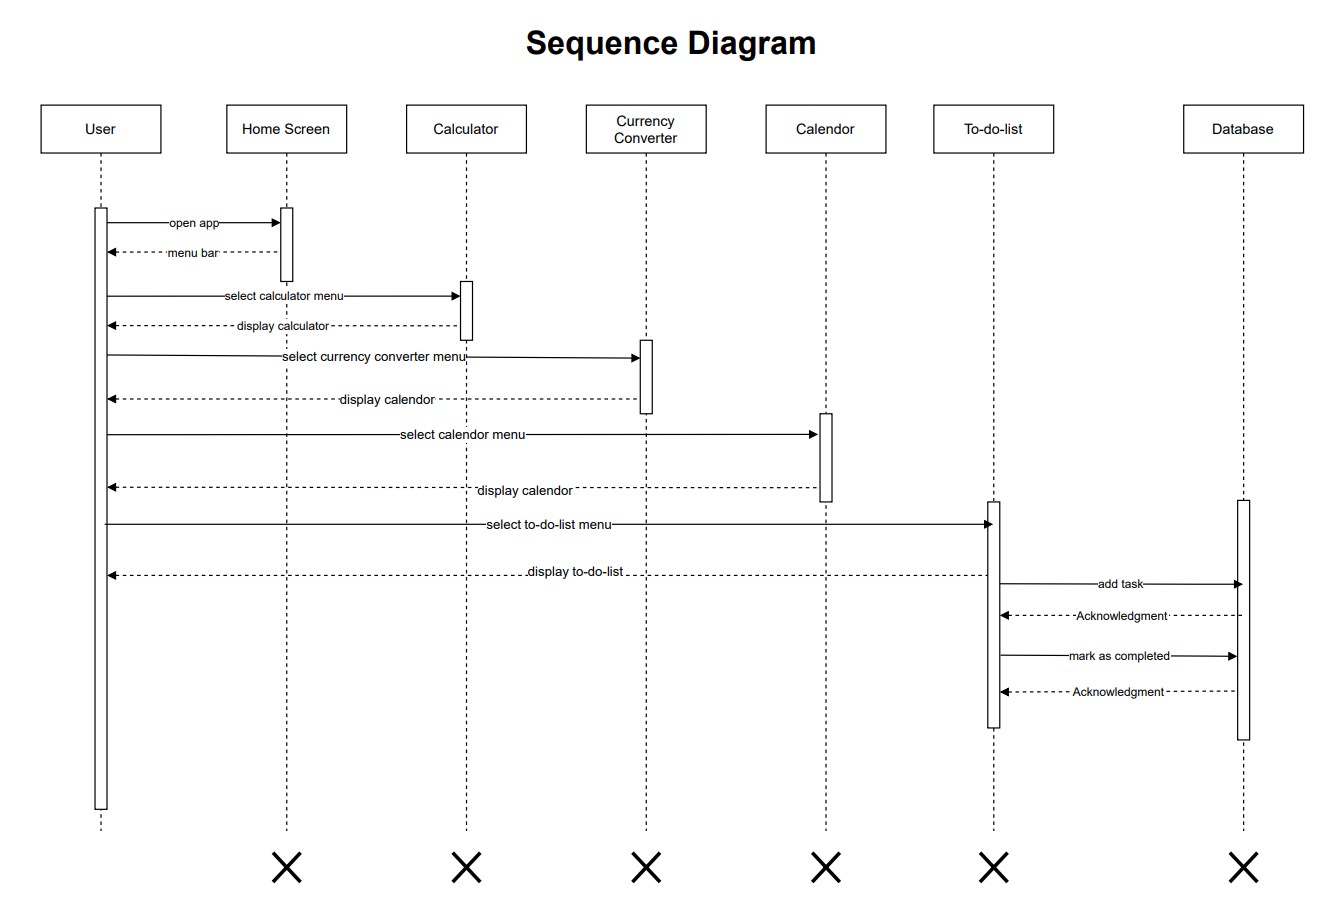 Sequence Diagram
User
Home Screen
Calculator
Currency
Converter
Calendor
To-do-list
Database
open app
menu bar
select calculator menu
display calculator
select currency converter menu
display calendor
select calendor menu
display calendor
select to-do-list menu
display to-do-list
add task
Acknowledgment
mark as completed
Acknowledgment